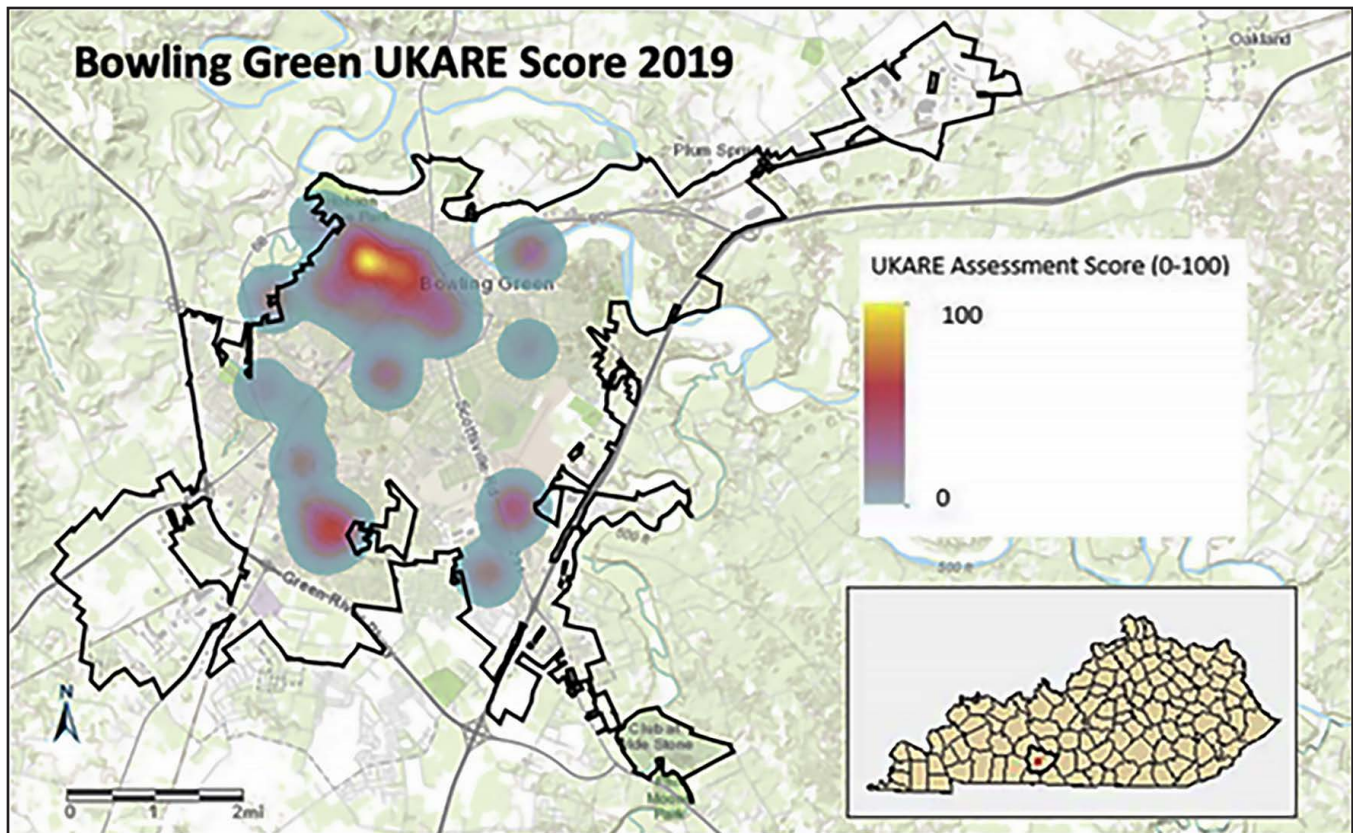 Bowling Green UKARE Score 2019
Oakland
Plum Spr
UKARE Assessment Score (0-100)
100
0
Bowling Green
Scottsville Rd
500 ft
500 ft
Green-River
N
0 1 2mi
Club at
Olde Stone
Park